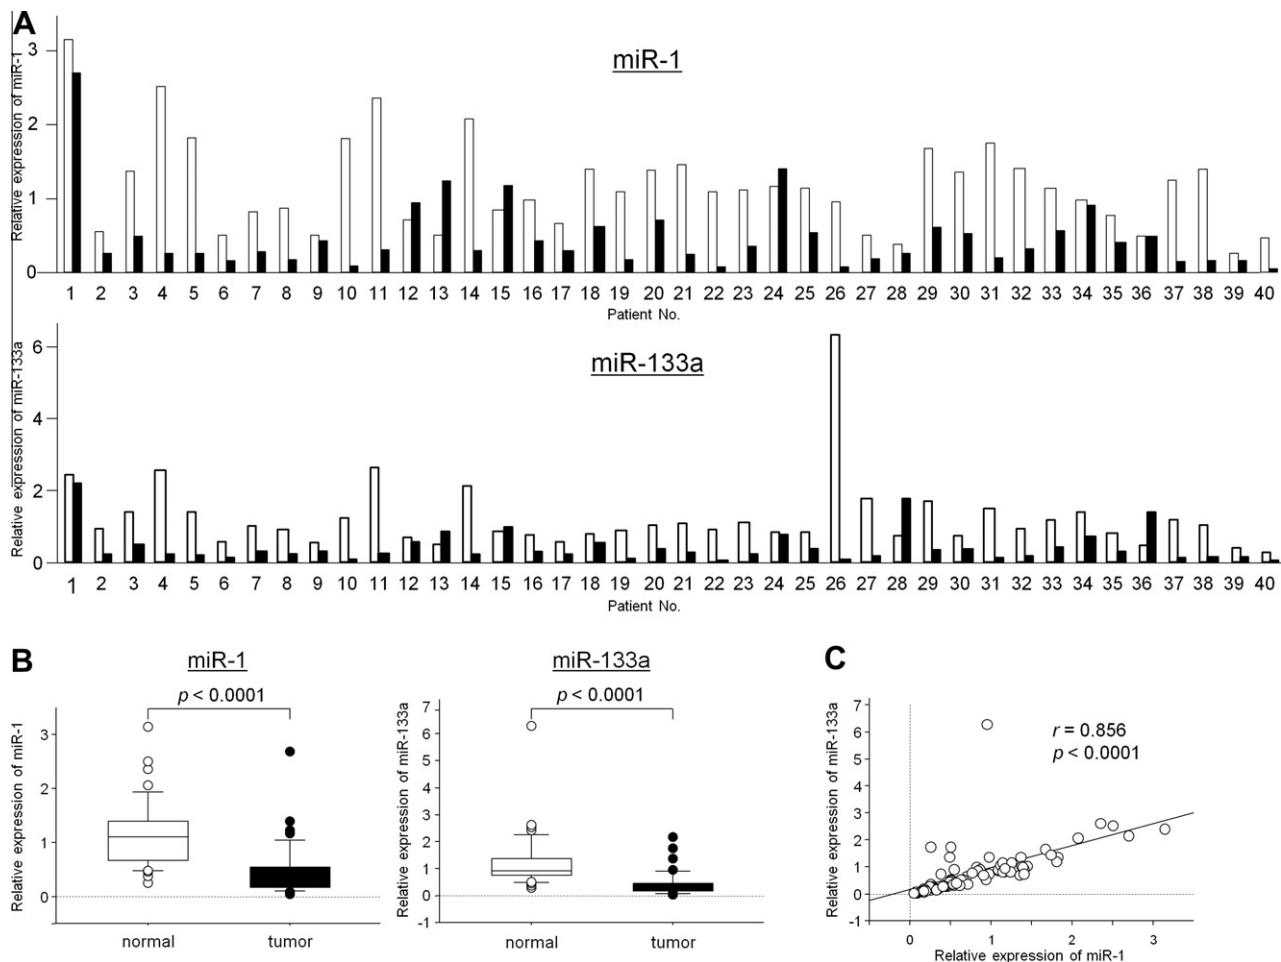 A
miR-1
Relative expression of miR-1
3
2
1
0
1 2 3 4 5 6 7 8 9 10 11 12 13 14 15 16 17 18 19 20 21 22 23 24 25 26 27 28 29 30 31 32 33 34 35 36 37 38 39 40
Patient No.
miR-133a
Relative expression of miR-133a
6
4
2
0
1 2 3 4 5 6 7 8 9 10 11 12 13 14 15 16 17 18 19 20 21 22 23 24 25 26 27 28 29 30 31 32 33 34 35 36 37 38 39 40
Patient No.
B
miR-1
p < 0.0001
Relative expression of miR-1
3
2
1
0
normal tumor
miR-133a
p < 0.0001
Relative expression of miR-133a
7
6
5
4
3
2
1
0
-1
normal tumor
C
Relative expression of miR-133a
7
6
5
4
3
2
1
0
-1
r = 0.856
p < 0.0001
0 1 2 3
Relative expression of miR-1